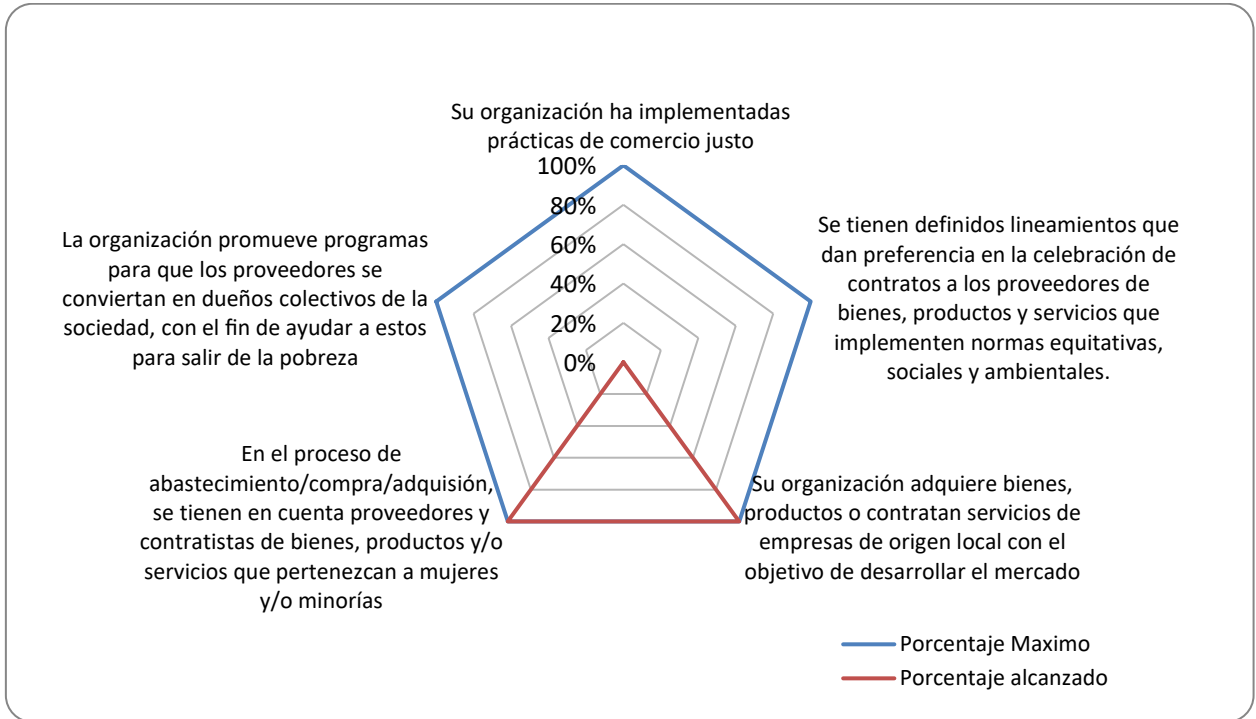 Su organización ha implementadas
prácticas de comercio justo
100%
80%
60%
40%
20%
0%
Se tienen definidos lineamientos que
dan preferencia en la celebración de
contratos a los proveedores de
bienes, productos y servicios que
implementen normas equitativas,
sociales y ambientales.
Su organización adquiere bienes,
productos o contratan servicios de
empresas de origen local con el
objetivo de desarrollar el mercado
En el proceso de
abastecimiento/compra/adquisión,
se tienen en cuenta proveedores y
contratistas de bienes, productos y/o
servicios que pertenezcan a mujeres
y/o minorías
La organización promueve programas
para que los proveedores se
conviertan en dueños colectivos de la
sociedad, con el fin de ayudar a estos
para salir de la pobreza
Porcentaje Maximo
Porcentaje alcanzado